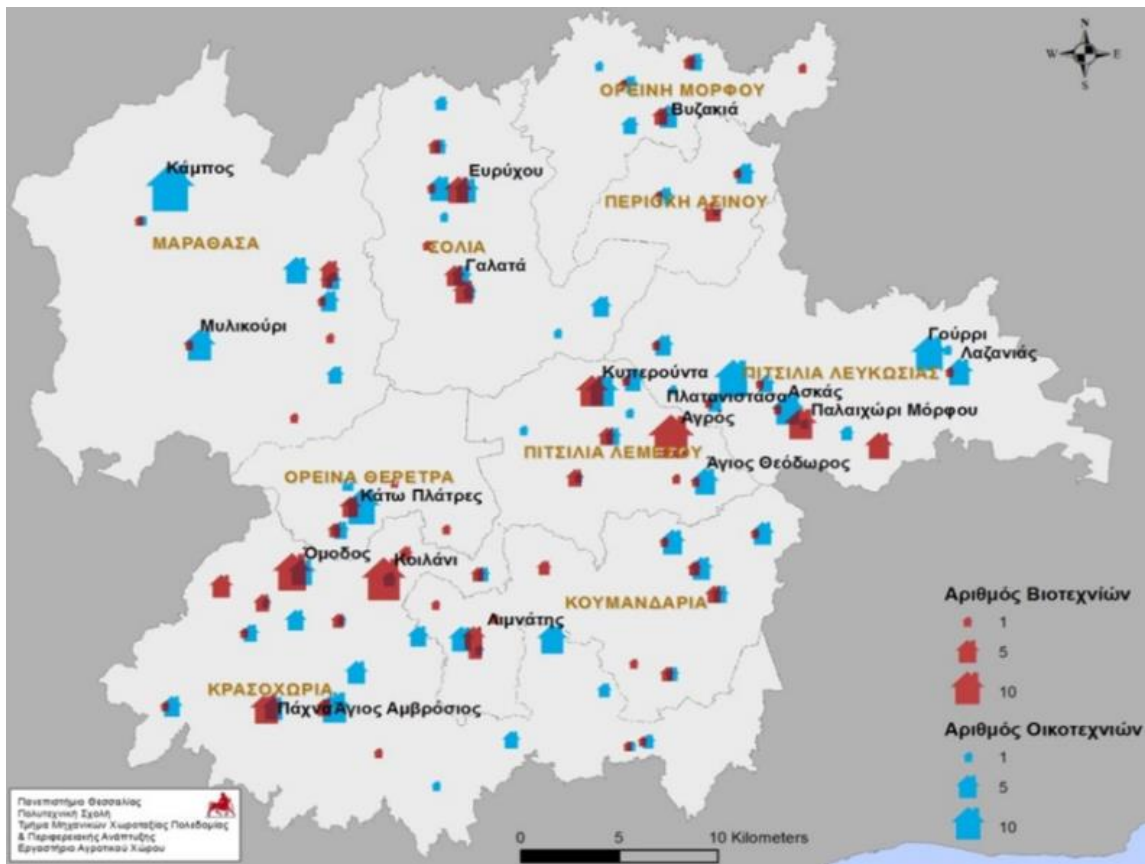 N
W E
S
ΟΡΕΙΝΗ ΜΟΡΦΟΥ
Βυζακιά
Κάμπος
Ευρύχου
ΠΕΡΙΟΧΗ ΑΣΙΝΟΥ
ΜΑΡΑΘΑΣΑ
ΣΟΛΙΑ
Γαλατά
Μυλικούρι
Γούρρι
Λαζανιάς
Κυπερούντα
ΠΙΤΣΙΛΙΑ ΛΕΥΚΩΣΙΑΣ
Πλατανιστάσα
Ασκάς
Παλαιχώρι Μόρφου
Αγρός
ΠΙΤΣΙΛΙΑ ΛΕΜΕΣΟΥ
Άγιος Θεόδωρος
ΟΡΕΙΝΑ ΘΕΡΕΤΡΑ
Κάτω Πλάτρες
Όμοδος
Κοιλάνι
ΚΟΥΜΑΝΔΑΡΙΑ
Λιμνάτης
ΚΡΑΣΟΧΩΡΙΑ
Πάχνα
Άγιος Αμβρόσιος
Αριθμός Βιοτεχνιών
1
5
10
Αριθμός Οικοτεχνιών
1
5
10
Πανεπιστήμιο Θεσσαλίας
Πολυτεχνική Σχολή
Τμήμα Μηχανικών Χωροταξίας Πολεοδομίας
& Περιφερειακής Ανάπτυξης
Εργαστήριο Αγροτικού Χώρου
0 5 10 Kilometers